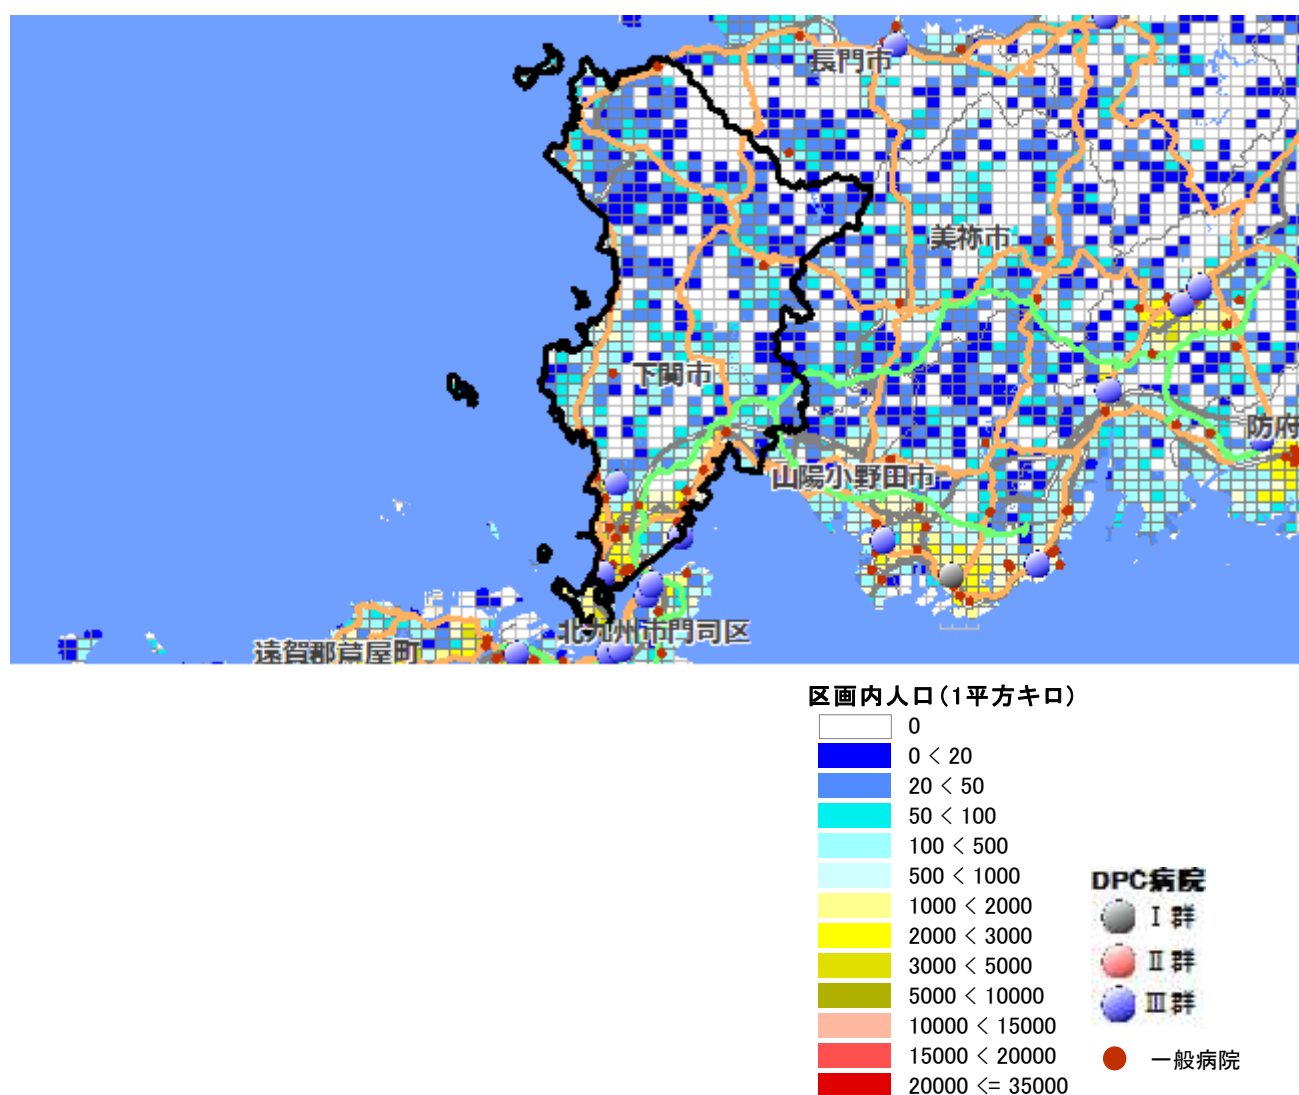 長門市
美祢市
下関市
防府
山陽小野田市
北九州市門司区
遠賀郡芦屋町
区画内人口(1平方キロ)
0
0 < 20
20 < 50
50 < 100
100 < 500
500 < 1000
1000 < 2000
2000 < 3000
3000 < 5000
5000 < 10000
10000 < 15000
15000 < 20000
20000 <= 35000
DPC病院
Ⅰ群
Ⅱ群
Ⅲ群
一般病院